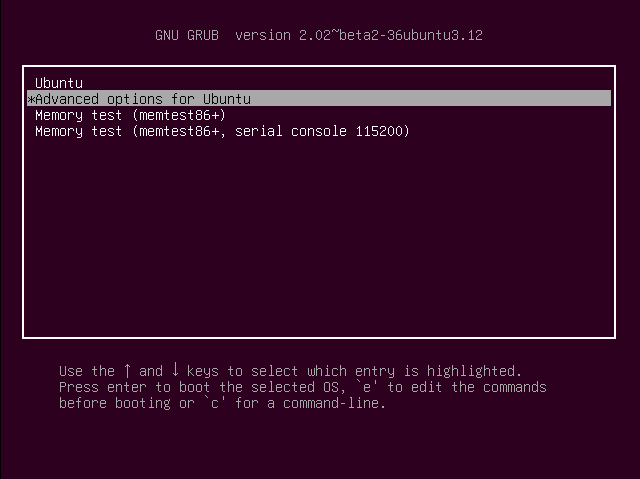 GNU GRUB  version 2.02~beta2-36ubuntu3.12
Ubuntu
*Advanced options for Ubuntu
Memory test (memtest86+)
Memory test (memtest86+, serial console 115200)
Use the ↑ and ↓ keys to select which entry is highlighted.
Press enter to boot the selected OS, `e' to edit the commands
before booting or `c' for a command-line.